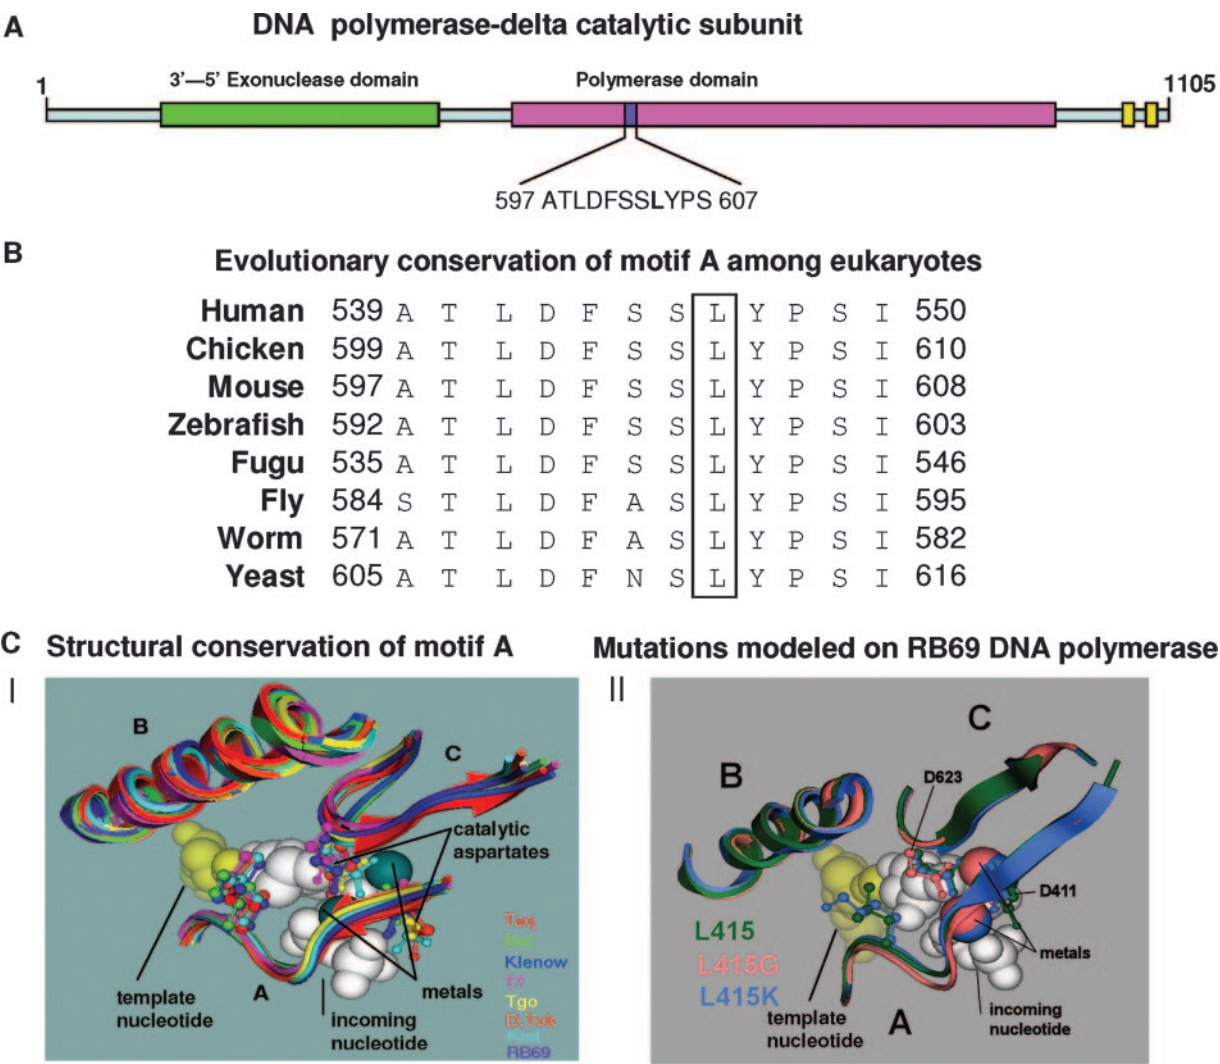 A
DNA polymerase-delta catalytic subunit
1
3'—5' Exonuclease domain
Polymerase domain
1105
597 ATLDFSSLYPS 607
B
Evolutionary conservation of motif A among eukaryotes
Human 539 A T L D F S S L Y P S I 550
Chicken 599 A T L D F S S L Y P S I 610
Mouse 597 A T L D F S S L Y P S I 608
Zebrafish 592 A T L D F S S L Y P S I 603
Fugu 535 A T L D F S S L Y P S I 546
Fly 584 S T L D F A S L Y P S I 595
Worm 571 A T L D F A S L Y P S I 582
Yeast 605 A T L D F N S L Y P S I 616
C Structural conservation of motif A
I
B
C
catalytic
aspartates
Taq
Klenow
T7
Tgo
D.Tok
RB69
metals
A
template
nucleotide
incoming
nucleotide
Mutations modeled on RB69 DNA polymerase
II
C
B
D623
D411
L415
L415G
L415K
metals
template
nucleotide
A
incoming
nucleotide